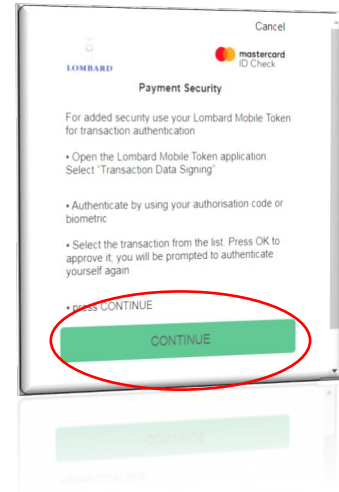 Cancel
LOMBARD
mastercard
ID Check
Payment Security
For added security use your Lombard Mobile Token
for transaction authentication
• Open the Lombard Mobile Token application.
Select "Transaction Data Signing"
• Authenticate by using your authorisation code or
biometric
• Select the transaction from the list. Press OK to
approve it; you will be prompted to authenticate
yourself again
• press CONTINUE
CONTINUE